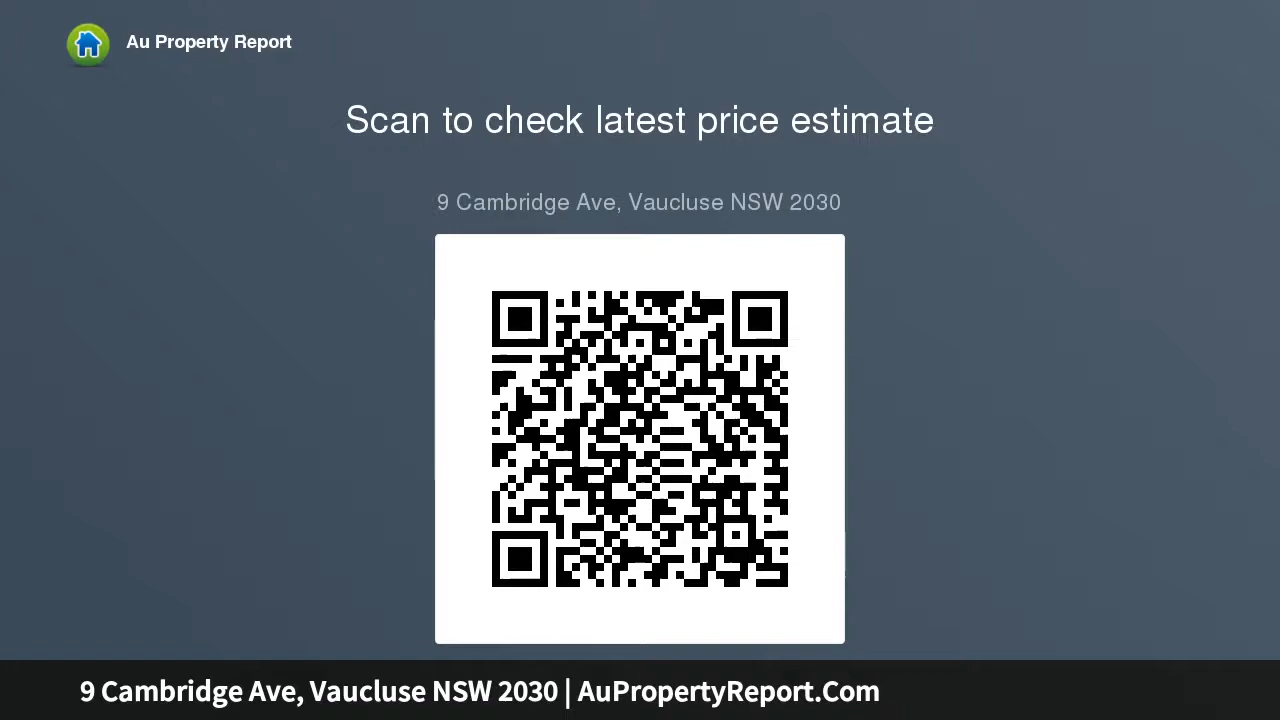 Au Property Report
Scan to check latest price estimate
9 Cambridge Ave, Vaucluse NSW 2030
9 Cambridge Ave, Vaucluse NSW 2030 | AuPropertyReport.Com